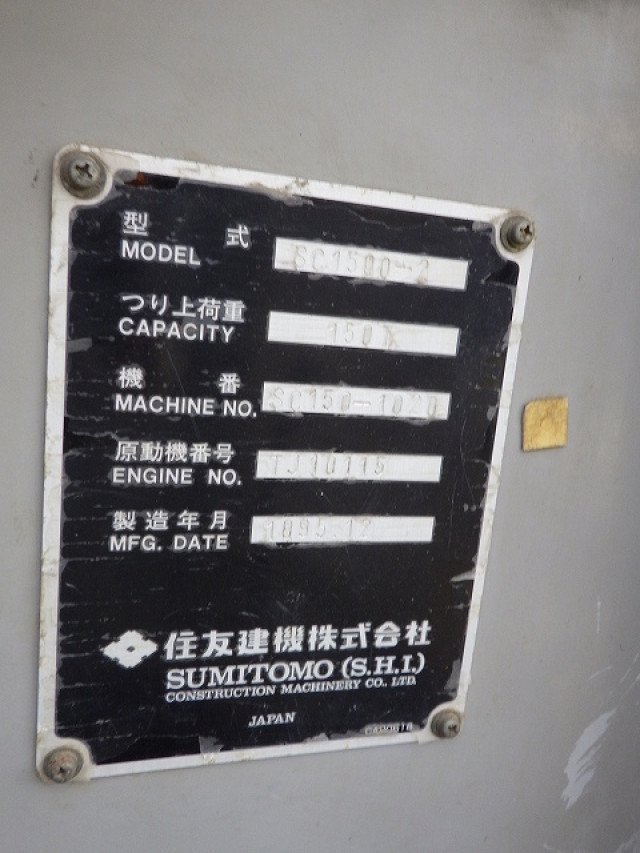 型 式
MODEL SC1500-2
つり上荷重
CAPACITY 150
機 番
MACHINE NO. SC150-1020
原動機番号
ENGINE NO. TJ10115
製造年月
MFG. DATE 1995.12
住友建機株式会社
SUMITOMO (S.H.I.)
CONSTRUCTION MACHINERY CO., LTD.
JAPAN